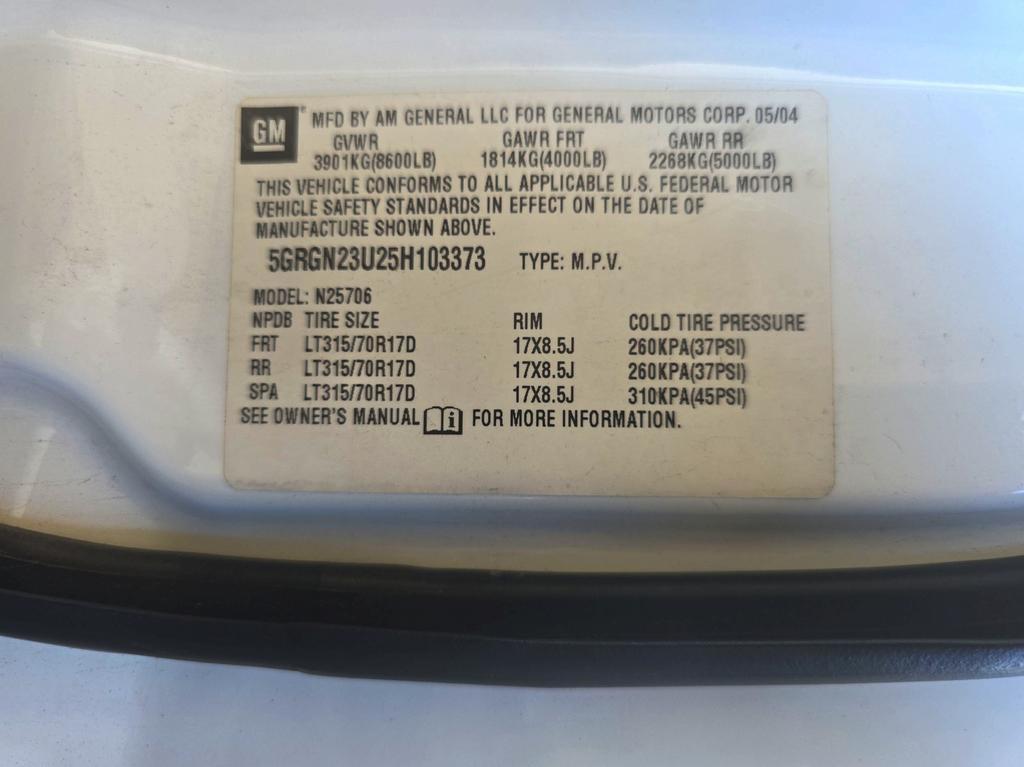 GM® MFD BY AM GENERAL LLC FOR GENERAL MOTORS CORP. 05/04
GVWR GAWR FRT GAWR RR
3901KG(8600LB) 1814KG(4000LB) 2268KG(5000LB)
THIS VEHICLE CONFORMS TO ALL APPLICABLE U.S. FEDERAL MOTOR
VEHICLE SAFETY STANDARDS IN EFFECT ON THE DATE OF
MANUFACTURE SHOWN ABOVE.
5GRGN23U25H103373 TYPE: M.P.V.
MODEL: N25706
NPDB TIRE SIZE RIM COLD TIRE PRESSURE
FRT LT315/70R17D 17X8.5J 260KPA(37PSI)
RR LT315/70R17D 17X8.5J 260KPA(37PSI)
SPA LT315/70R17D 17X8.5J 310KPA(45PSI)
SEE OWNER'S MANUAL i FOR MORE INFORMATION.